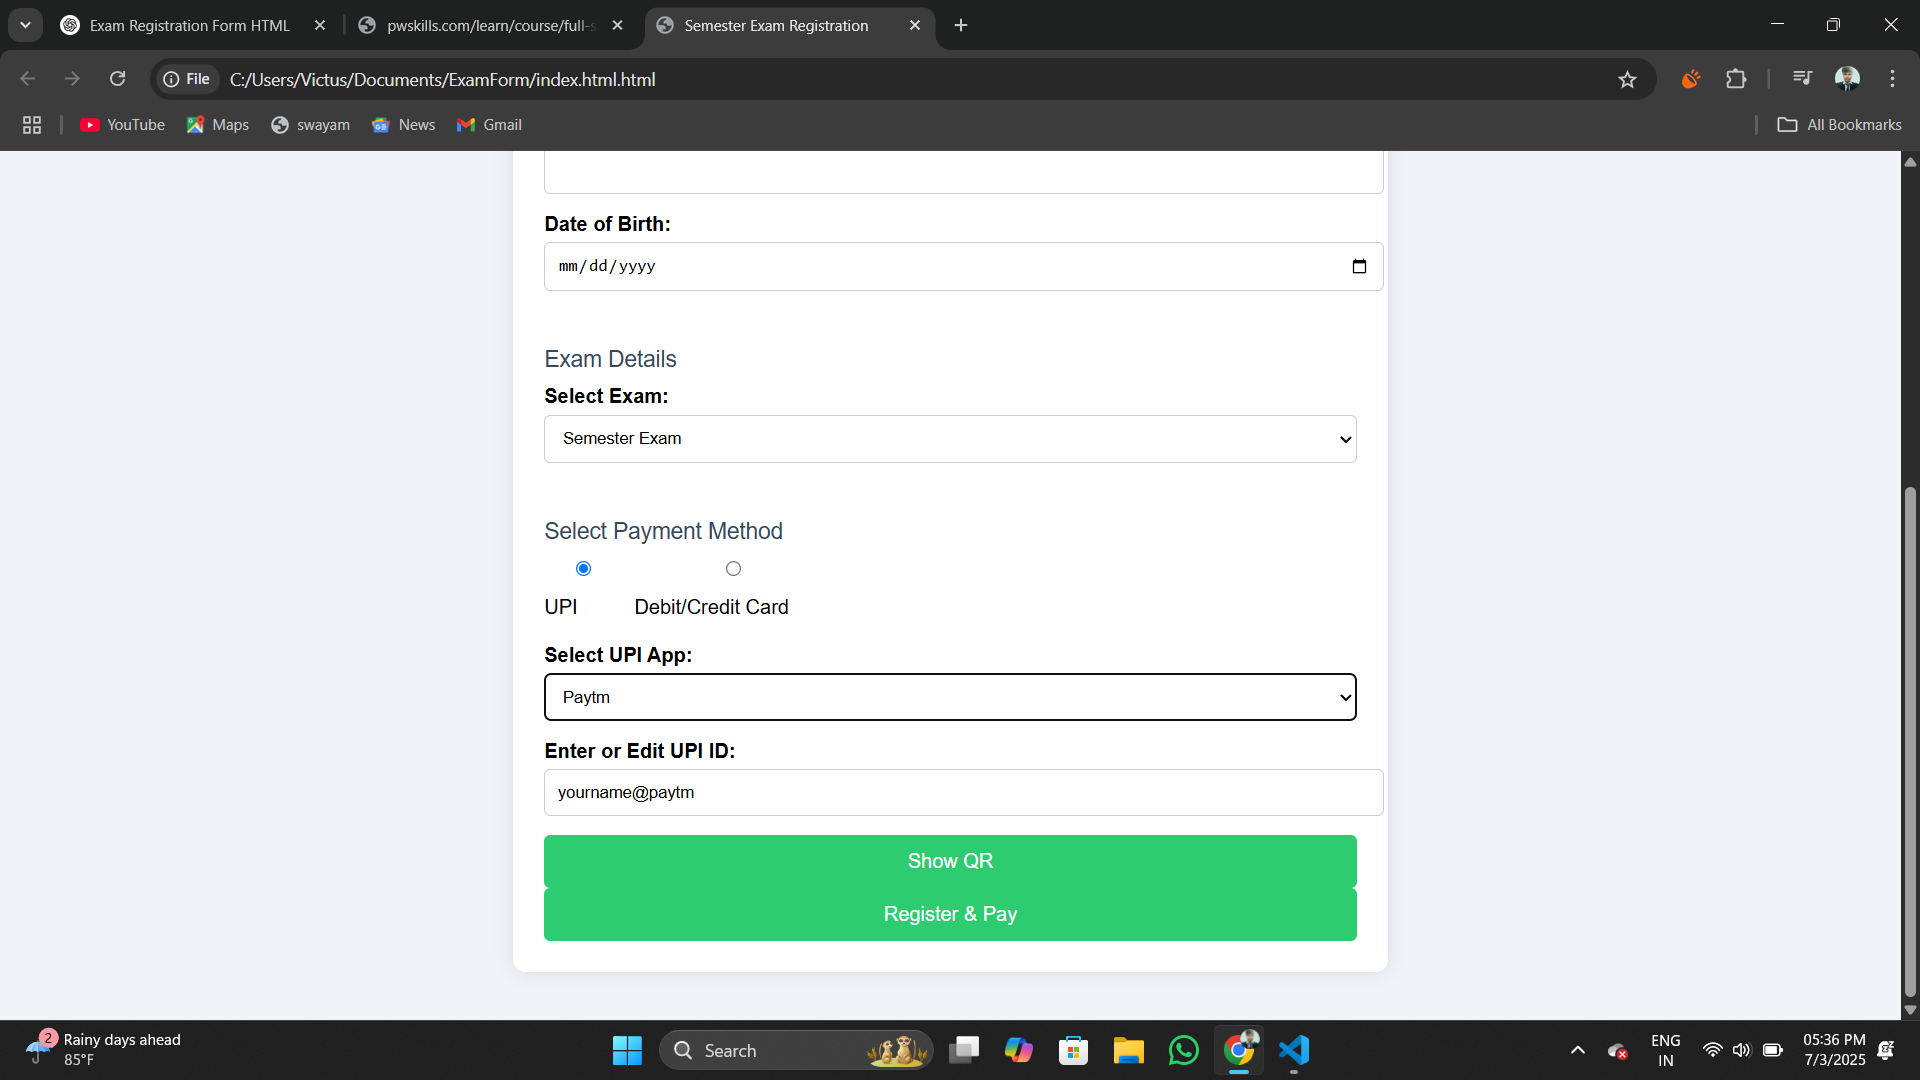 Exam Registration Form HTML
pwskills.com/learn/course/full-s
Semester Exam Registration
File
C:/Users/Victus/Documents/ExamForm/index.html.html
YouTube
Maps
swayam
News
Gmail
All Bookmarks
Date of Birth:
mm/dd/yyyy
Exam Details
Select Exam:
Semester Exam
Select Payment Method
UPI
Debit/Credit Card
Select UPI App:
Paytm
Enter or Edit UPI ID:
yourname@paytm
Show QR
Register & Pay
2
Rainy days ahead
85°F
Search
ENG
IN
05:36 PM
7/3/2025